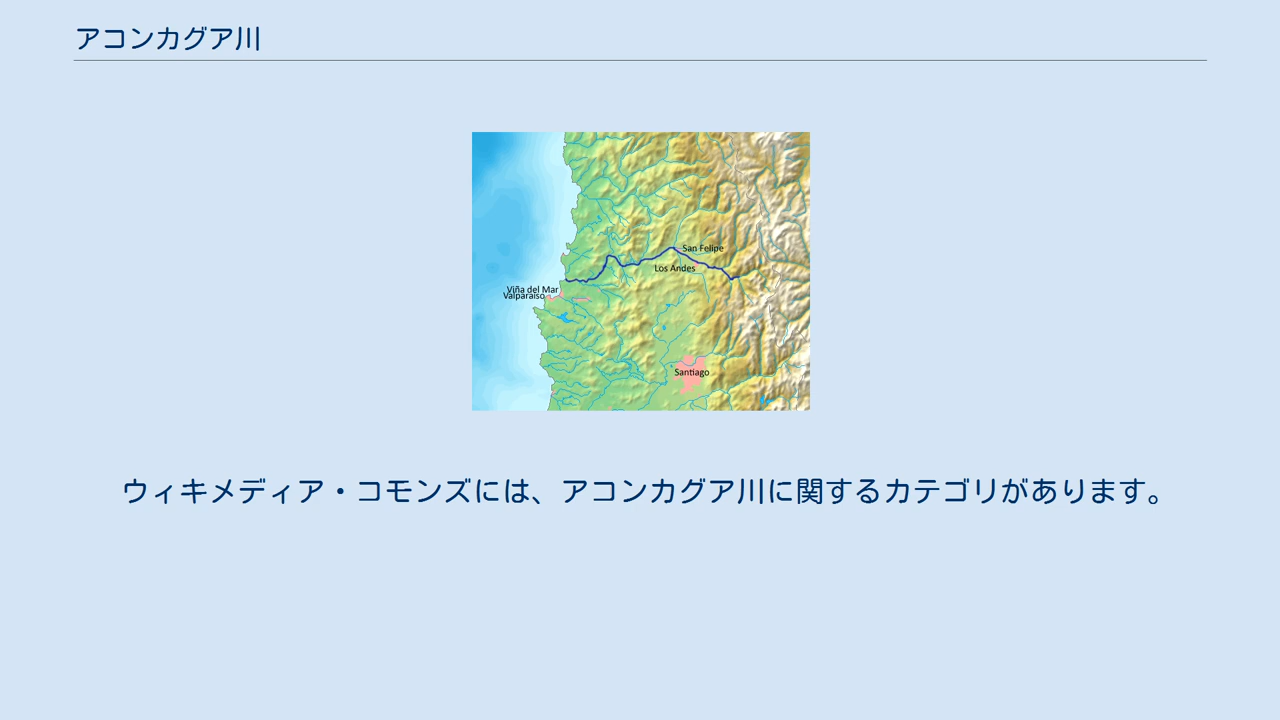 アコンカグア川
San Felipe
Los Andes
Viña del Mar
Valparaíso
Santiago
ウィキメディア・コモンズには、アコンカグア川に関するカテゴリがあります。